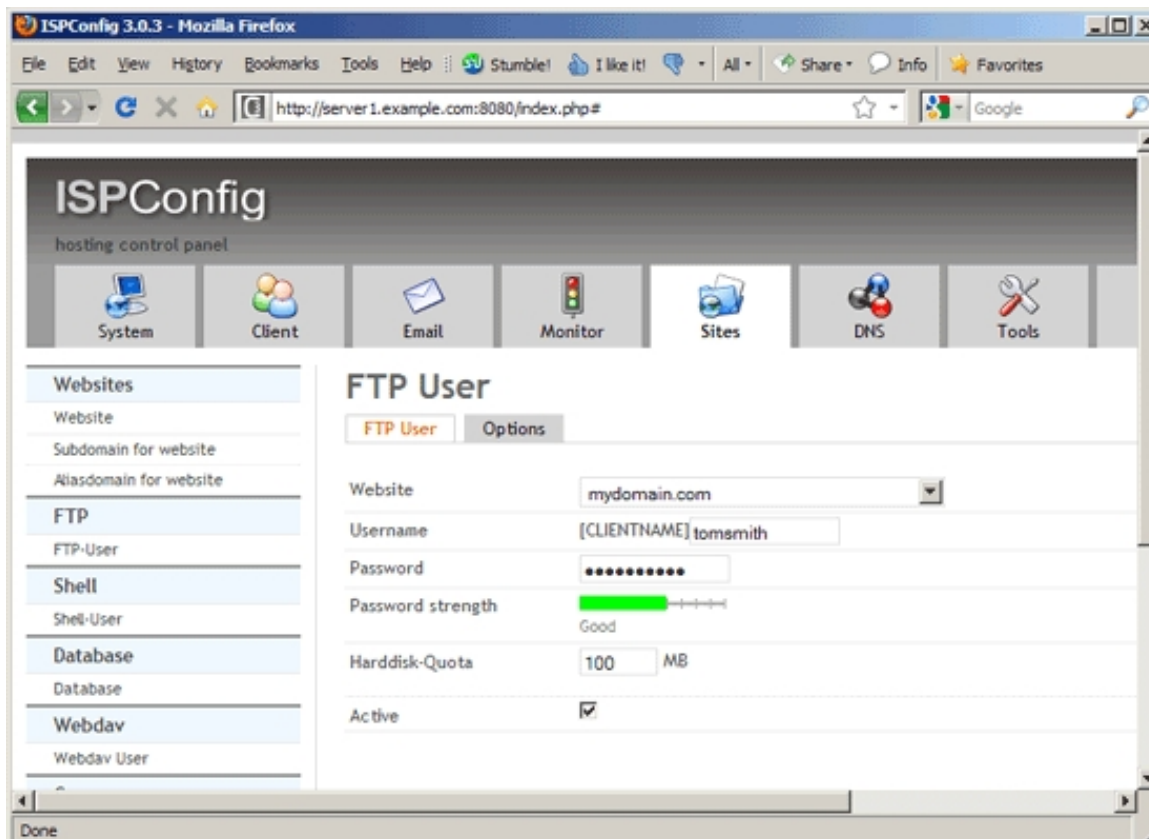 ISPConfig 3.0.3 - Mozilla Firefox
File Edit View History Bookmarks Tools Help Stumble! I like it! All Share Info Favorites
http://server1.example.com:8080/index.php# Google
ISPConfig
hosting control panel
System Client Email Monitor Sites DNS Tools
Websites
Website
Subdomain for website
Aliasdomain for website
FTP
FTP-User
Shell
Shell-User
Database
Database
Webdav
Webdav User
FTP User
FTP User Options
Website mydomain.com
Username [CLIENTNAME] tomsmith
Password ●●●●●●●●●●
Password strength
Good
Harddisk-Quota 100 MB
Active
Done